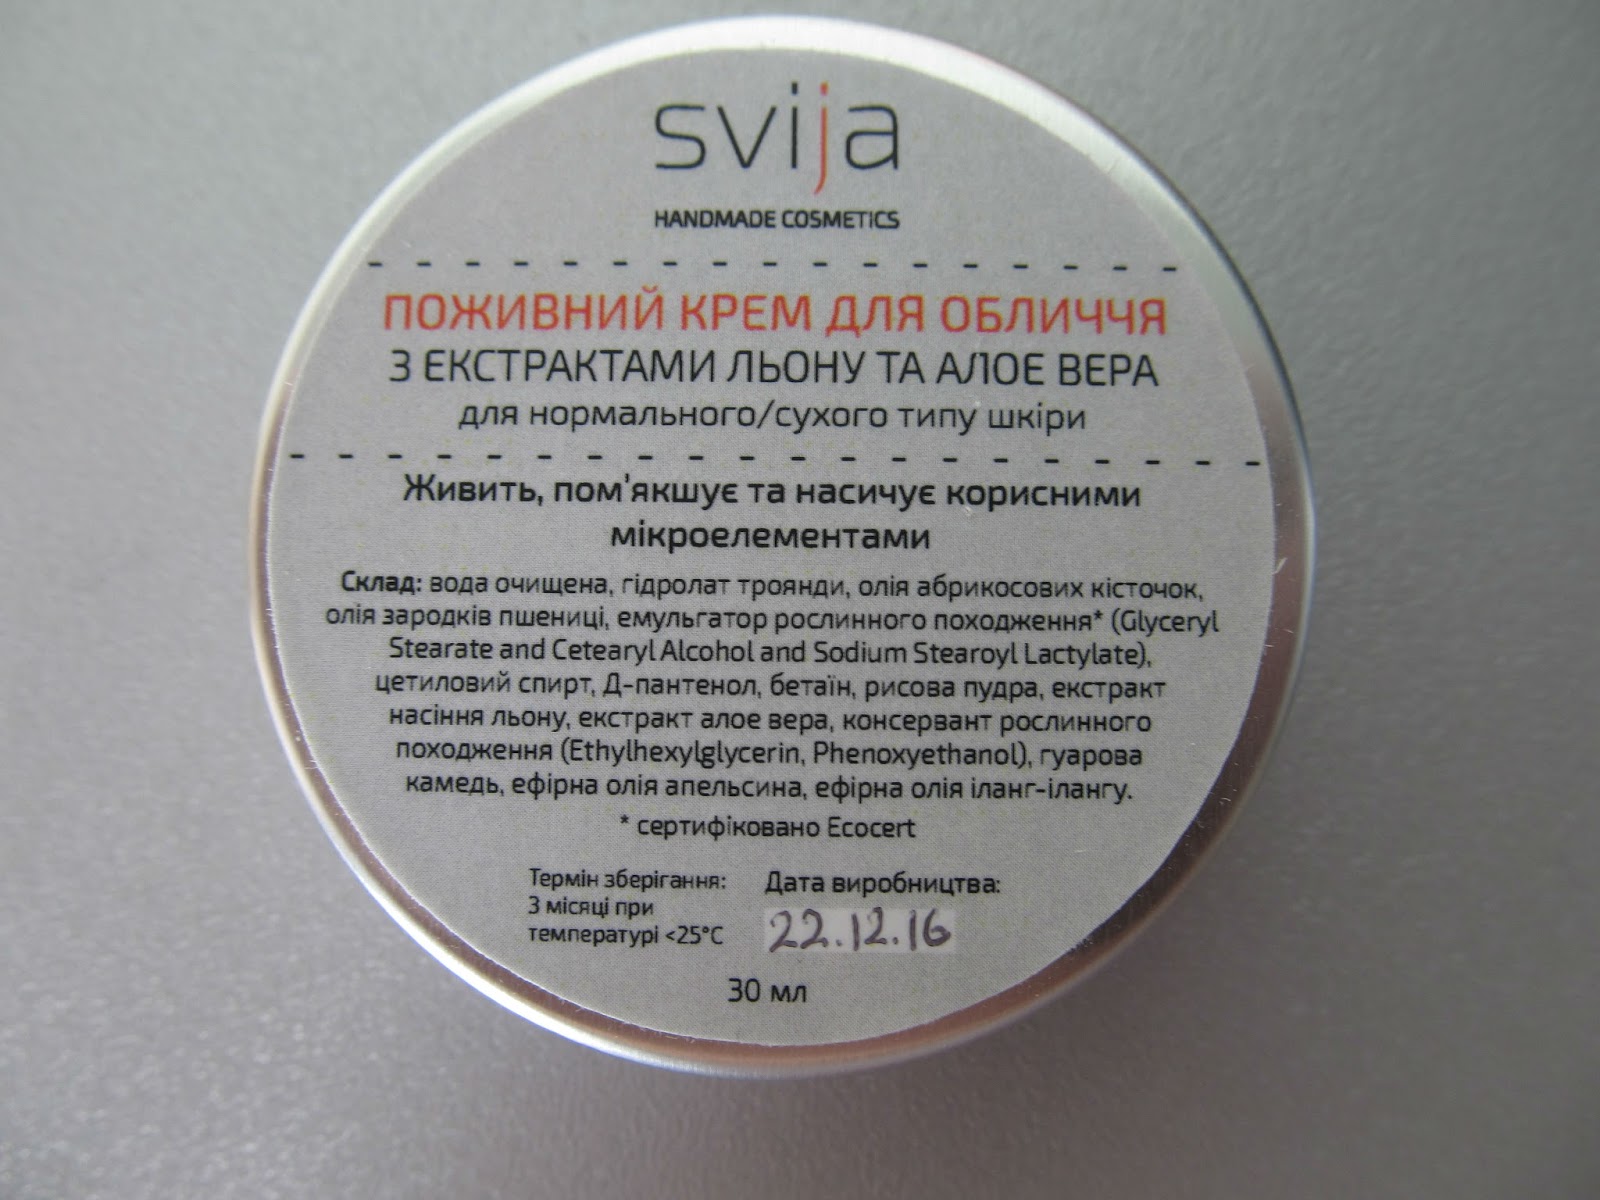 svija
HANDMADE COSMETICS
ПОЖИВНИЙ КРЕМ ДЛЯ ОБЛИЧЧЯ
З ЕКСТРАКТАМИ ЛЬОНУ ТА АЛОЕ ВЕРА
для нормального/сухого типу шкіри
Живить, пом'якшує та насичує корисними
мікроелементами
Склад: вода очищена, гідролат троянди, олія абрикосових кісточок,
олія зародків пшениці, емульгатор рослинного походження* (Glyceryl
Stearate and Cetearyl Alcohol and Sodium Stearoyl Lactylate),
цетиловий спирт, Д-пантенол, бетаїн, рисова пудра, екстракт
насіння льону, екстракт алое вера, консервант рослинного
походження (Ethylhexylglycerin, Phenoxyethanol), гуарова
камедь, ефірна олія апельсина, ефірна олія іланг-ілангу.
* сертифіковано Ecocert
Термін зберігання:
3 місяці при
температурі <25°C
Дата виробництва:
22.12.16
30 мл